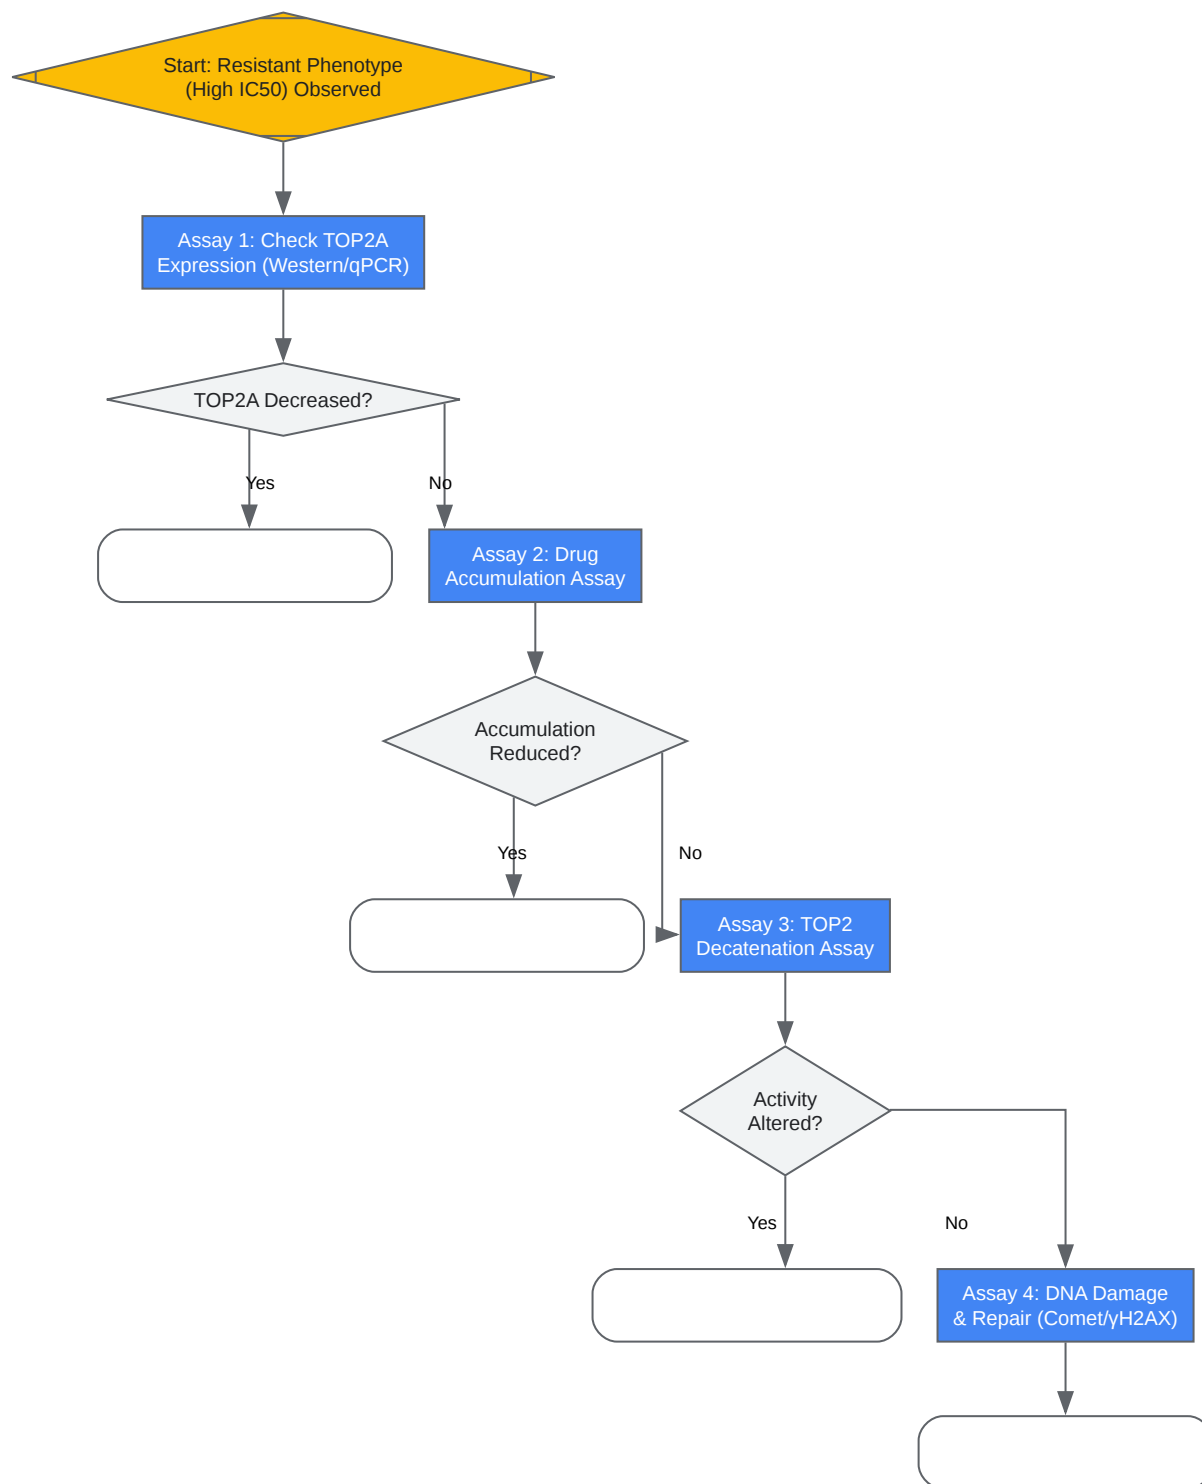 Start: Resistant Phenotype
(High IC50) Observed
Assay 1: Check TOP2A
Expression (Western/qPCR)
TOP2A Decreased?
Yes
No
Assay 2: Drug
Accumulation Assay
Accumulation
Reduced?
Yes
No
Assay 3: TOP2
Decatenation Assay
Activity
Altered?
Yes
No
Assay 4: DNA Damage
& Repair (Comet/γH2AX)